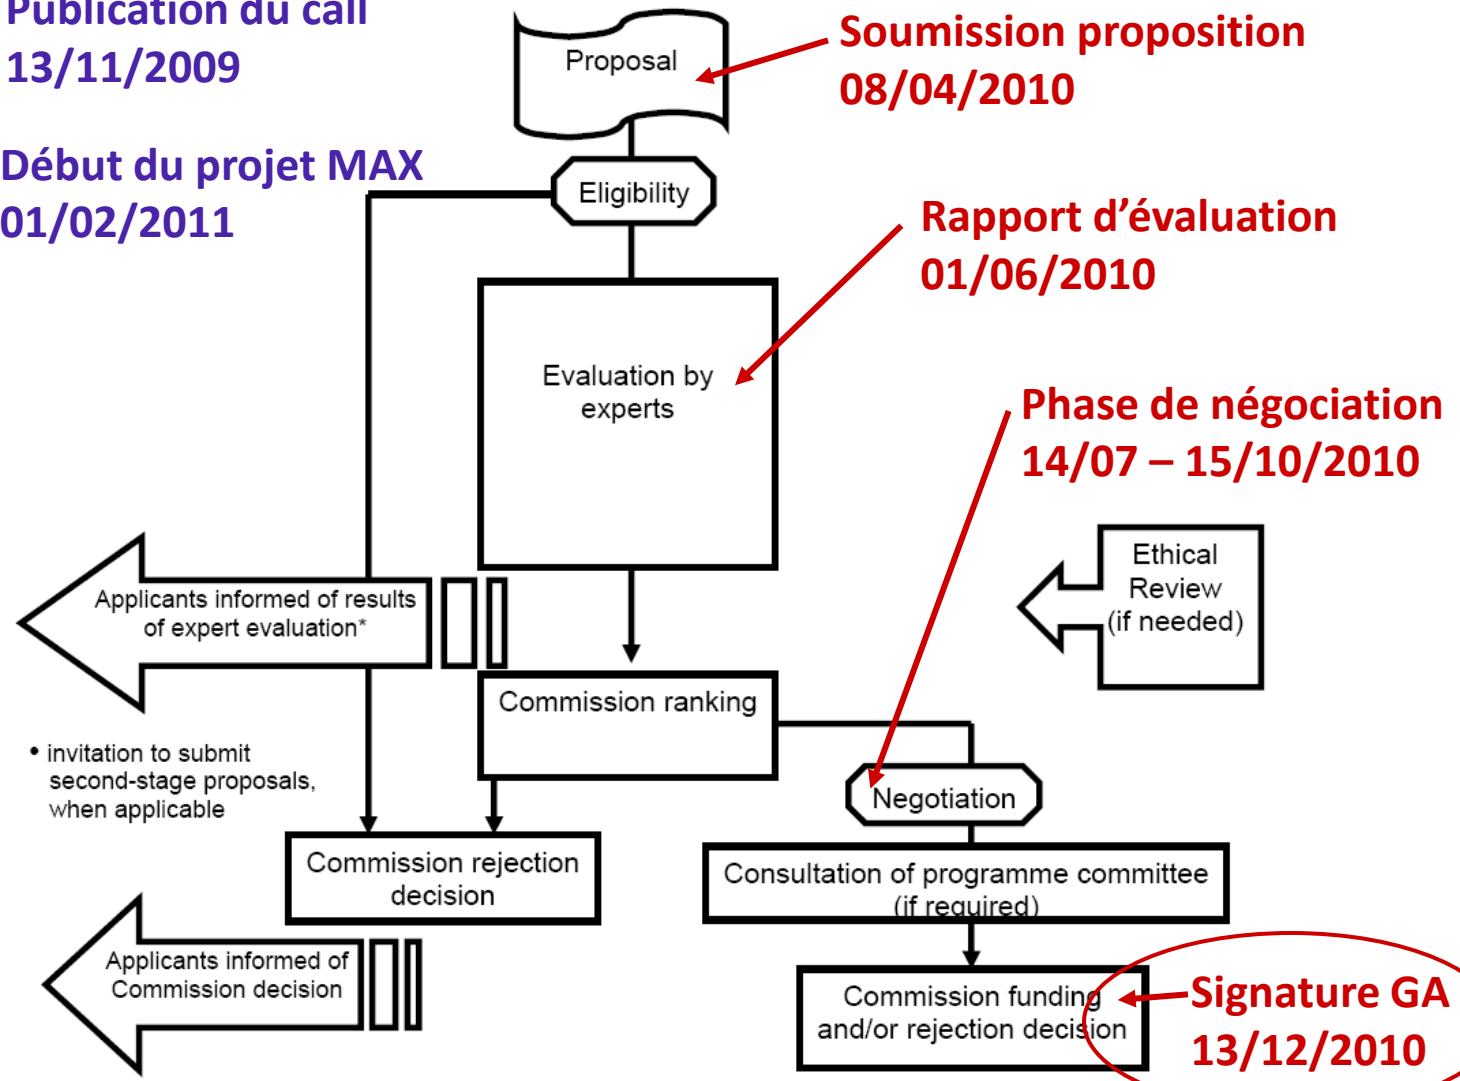 Publication du call
13/11/2009
Début du projet MAX
01/02/2011
Proposal
Soumission proposition
08/04/2010
Eligibility
Rapport d’évaluation
01/06/2010
Evaluation by
experts
Phase de négociation
14/07 – 15/10/2010
Ethical
Review
(if needed)
Applicants informed of results
of expert evaluation*
Commission ranking
• invitation to submit
second-stage proposals,
when applicable
Negotiation
Commission rejection
decision
Consultation of programme committee
(if required)
Applicants informed of
Commission decision
Commission funding
and/or rejection decision
Signature GA
13/12/2010